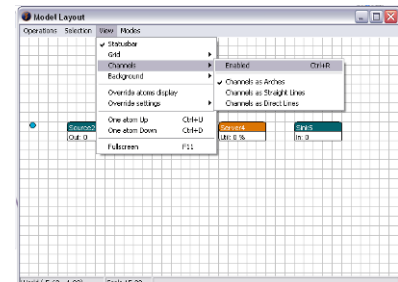 Model Layout
Operations Selection View Modes
Statusbar
Grid
Channels
Background
Override atoms display
Override settings
One atom Up Ctrl+U
One atom Down Ctrl+D
Fullscreen F11
Enabled Ctrl+R
Channels as Arches
Channels as Straight Lines
Channels as Direct Lines
Source2
Out: 0
Server4
Util: 0 %
Sink5
In: 0